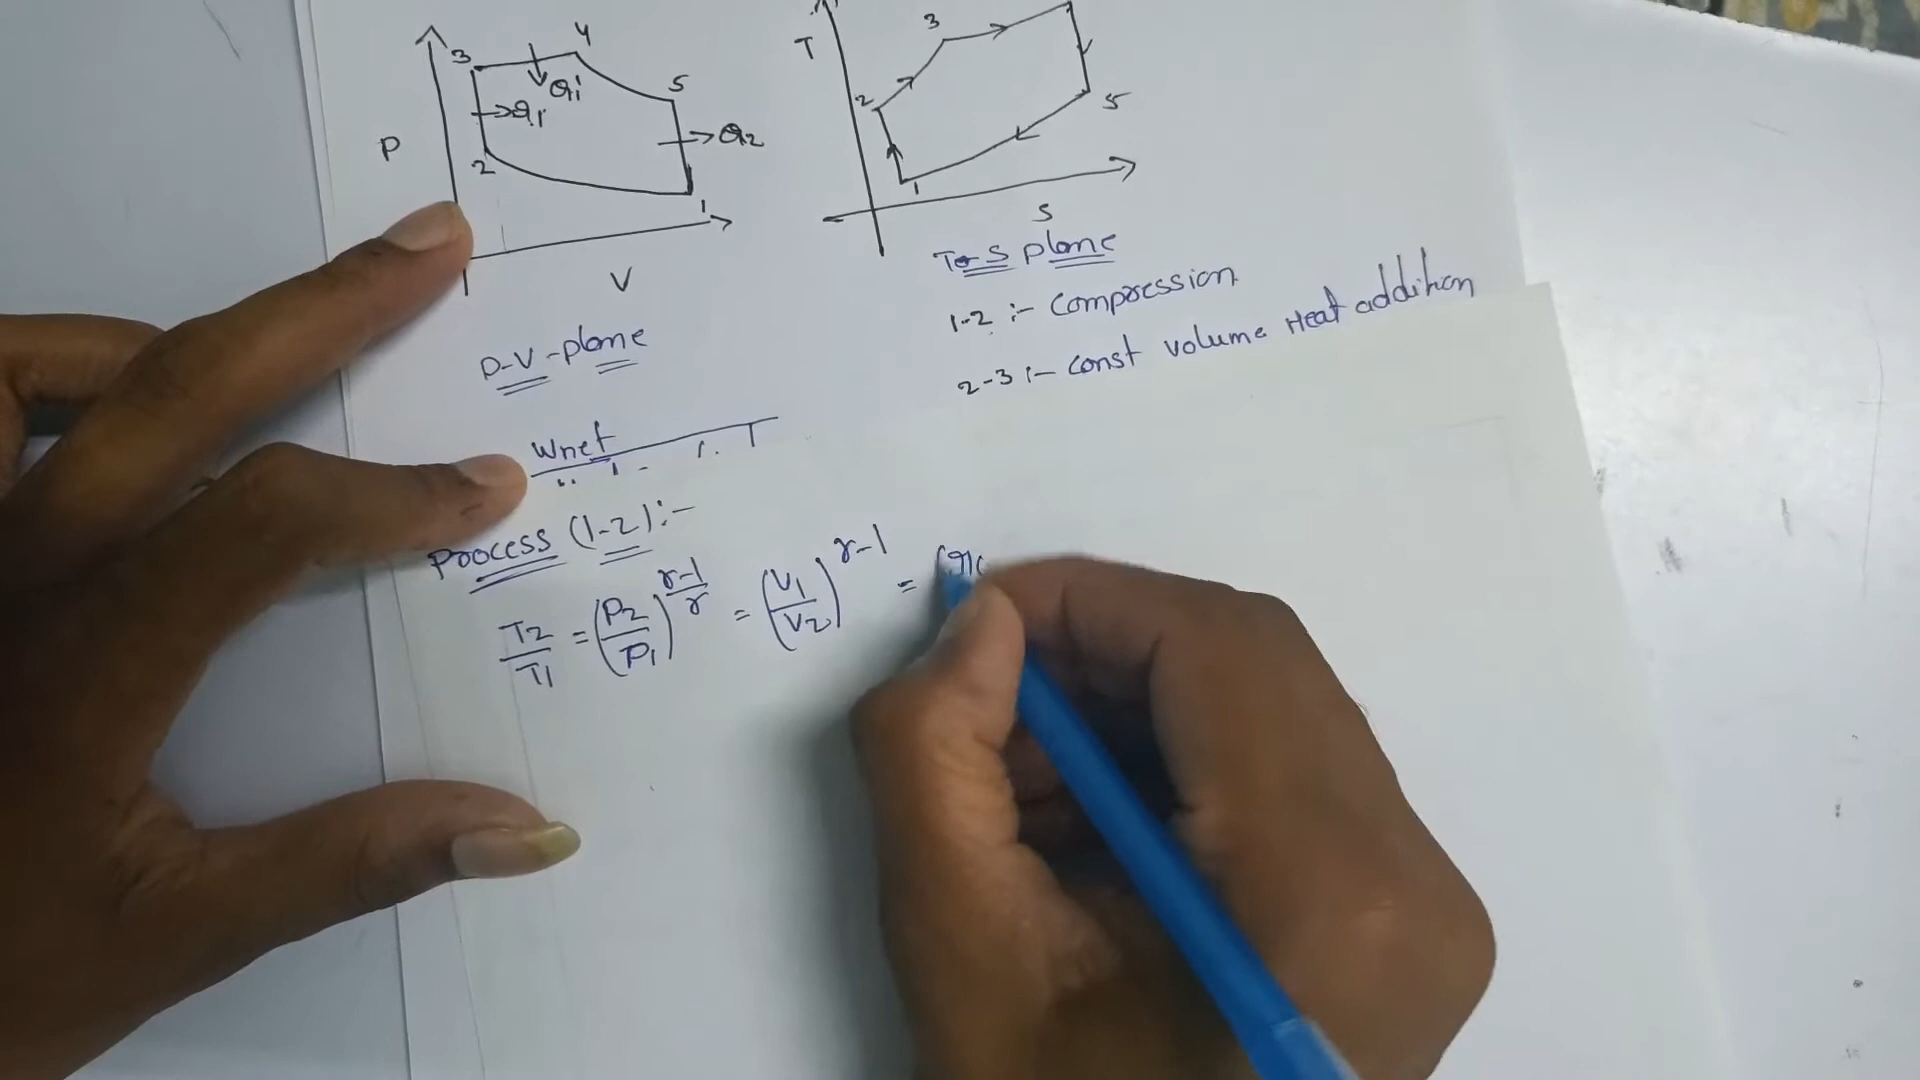 3 4
Q1'
Q1
2
5
Q2
1
P
V
P-V-plane
T
3
2
5
1
S
T-S plane
1-2 :- Compression
2-3 :- Const volume Heat addition
Wnet
Process (1-2):-
T2/T1 = (P2/P1)^(γ-1)/γ = (V1/V2)^γ-1 = (r